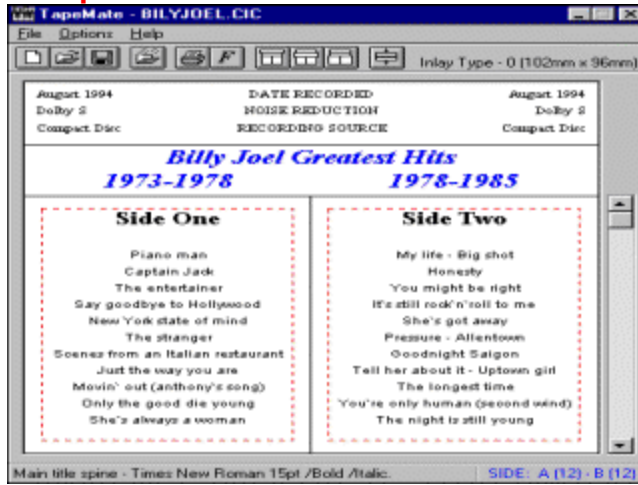 TapeMate - BILYJOEL.CIC
File Options Help
F Inlay Type - 0 (102mm x 96mm)
August 1994 DATE RECORDED August 1994
Dolby S NOISE REDUCTION Dolby S
Compact Disc RECORDING SOURCE Compact Disc
Billy Joel Greatest Hits
1973-1978 1978-1985
Side One
Piano man
Captain Jack
The entertainer
Say goodbye to Hollywood
New York state of mind
The stranger
Scenes from an Italian restaurant
Just the way you are
Movin' out (anthony's song)
Only the good die young
She's always a woman
Side Two
My life - Big shot
Honesty
You might be right
It's still rock'n'roll to me
She's got away
Pressure - Allentown
Goodnight Saigon
Tell her about it - Uptown girl
The longest time
You're only human (second wind)
The night is still young
Main title spine - Times New Roman 15pt /Bold /Italic. SIDE: A (12) - B (12)